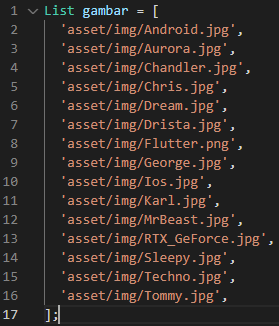 1 List gambar = [
2 'asset/img/Android.jpg',
3 'asset/img/Aurora.jpg',
4 'asset/img/Chandler.jpg',
5 'asset/img/Chris.jpg',
6 'asset/img/Dream.jpg',
7 'asset/img/Drista.jpg',
8 'asset/img/Flutter.png',
9 'asset/img/George.jpg',
10 'asset/img/Ios.jpg',
11 'asset/img/Karl.jpg',
12 'asset/img/MrBeast.jpg',
13 'asset/img/RTX_GeForce.jpg',
14 'asset/img/Sleepy.jpg',
15 'asset/img/Techno.jpg',
16 'asset/img/Tommy.jpg',
17 ];